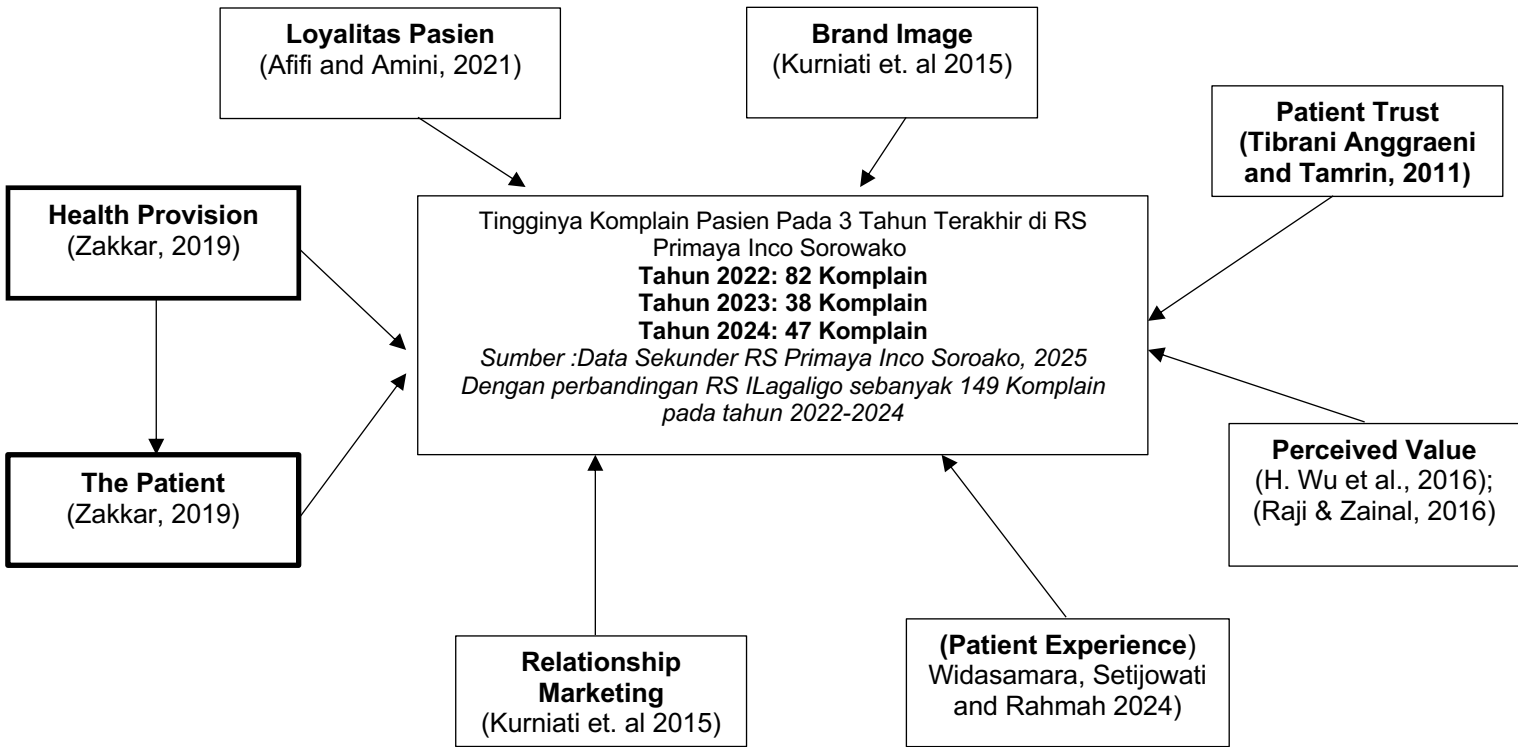 Loyalitas Pasien
(Afifi and Amini, 2021)
Brand Image
(Kurniati et. al 2015)
Patient Trust
(Tibrani Anggraeni
and Tamrin, 2011)
Health Provision
(Zakkar, 2019)
Tingginya Komplain Pasien Pada 3 Tahun Terakhir di RS
Primaya Inco Sorowako
Tahun 2022: 82 Komplain
Tahun 2023: 38 Komplain
Tahun 2024: 47 Komplain
Sumber :Data Sekunder RS Primaya Inco Soroako, 2025
Dengan perbandingan RS ILagaligo sebanyak 149 Komplain
pada tahun 2022-2024
The Patient
(Zakkar, 2019)
Perceived Value
(H. Wu et al., 2016);
(Raji & Zainal, 2016)
Relationship
Marketing
(Kurniati et. al 2015)
(Patient Experience)
Widasamara, Setijowati
and Rahmah 2024)